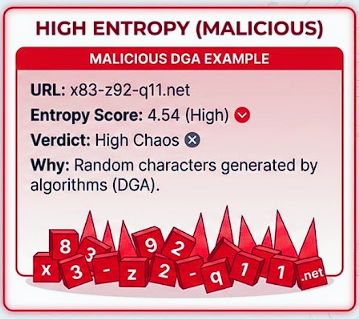 HIGH ENTROPY (MALICIOUS)
MALICIOUS DGA EXAMPLE
URL: x83-z92-q11.net
Entropy Score: 4.54 (High)
Verdict: High Chaos
Why: Random characters generated by
algorithms (DGA).
8 3 9 2
x 3 - z 2 - q 1 1 .net